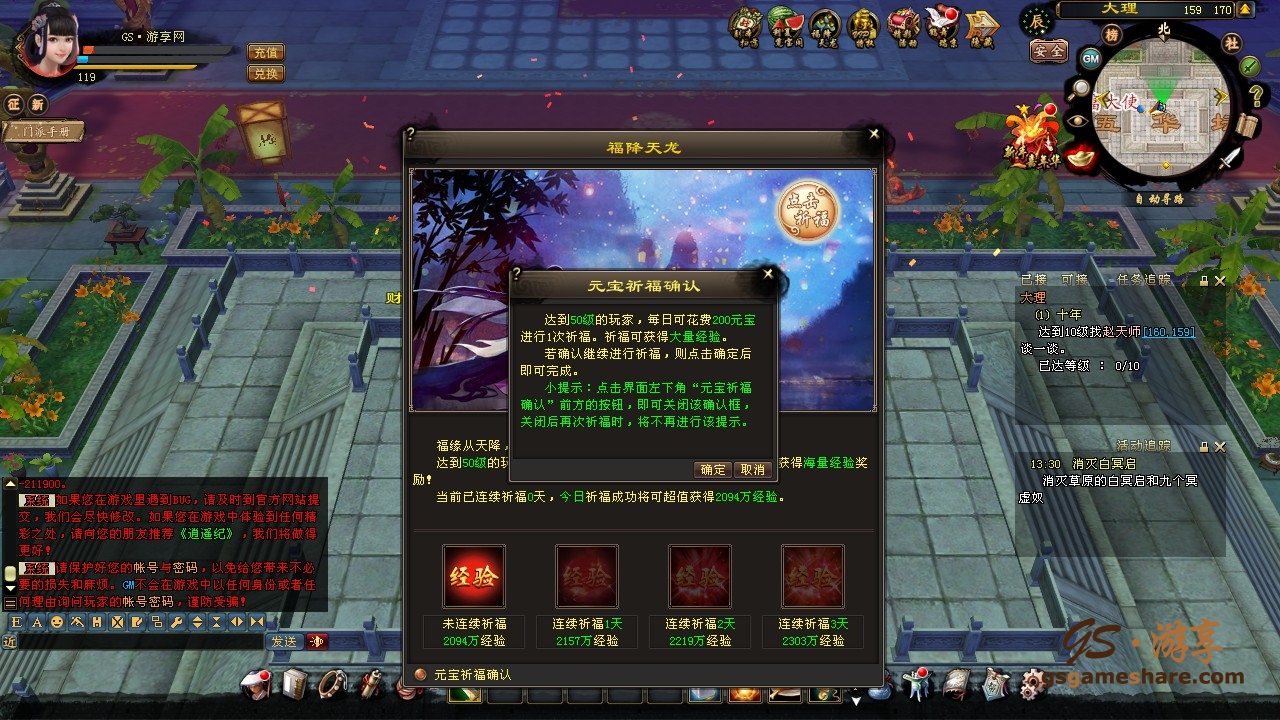 GS·游享网
119
充值
兑换
征 新
门派手册
大理 159 170
安全
辰
榜
北
社
GM
福大使
五 华 坛
自动寻路
福降天龙
点击
祈福
元宝祈福确认
达到50级的玩家，每日可花费200元宝
进行1次祈福。祈福可获得大量经验。
若确认继续进行祈福，则点击确定后
即可完成。
小提示：点击界面左下角“元宝祈福
确认”前方的按钮，即可关闭该确认框，
关闭后再次祈福时，将不再进行该提示。
确定 取消
财
福缘从天降，
达到50级的玩
获得海量经验奖
励！
当前已连续祈福0天，今日祈福成功将可超值获得2094万经验。
经验 经验 经验 经验
未连续祈福 连续祈福1天 连续祈福2天 连续祈福3天
2094万经验 2157万经验 2219万经验 2303万经验
元宝祈福确认
已接 可接 任务追踪
大理
(1) 十年
达到10级找赵天师[160,159]
谈一谈。
已达等级 ： 0/10
活动追踪
13:30 消灭白冥启
消灭草原的白冥启和九个冥
虚奴
-211900。
系统如果您在游戏里遇到BUG，请及时到官方网站提
交，我们会尽快修改。如果您在游戏中体验到任何精
彩之处，请向您的朋友推荐《逍遥纪》，我们将做得
更好！
系统请保护好您的帐号与密码，以免给您带来不必
要的损失和麻烦。GM不会在游戏中以任何身份或者任
何理由询问玩家的帐号密码，谨防受骗！
近
发送
GS·游享
gsgameshare.com